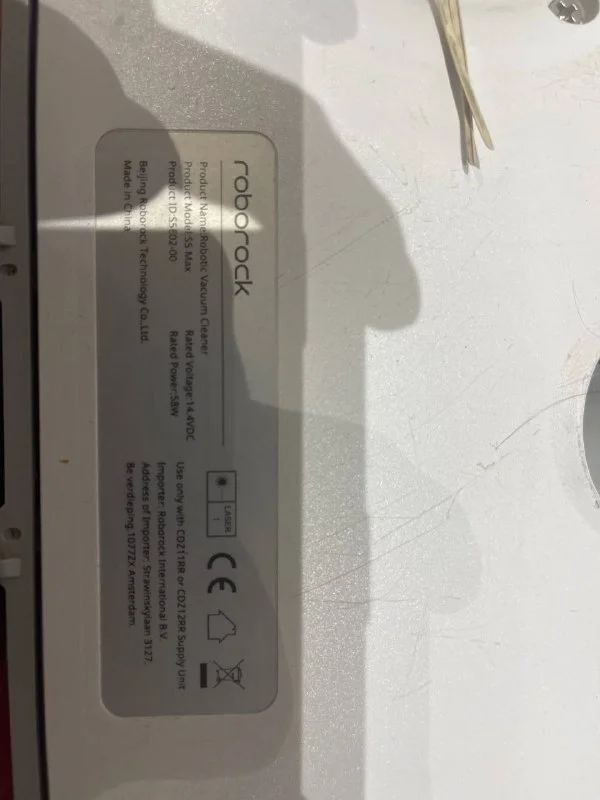 roborock
Product Name:Robotic Vacuum Cleaner
Product Model:S5 Max
Rated Voltage:14.4VDC
Product ID:S5E02-00
Rated Power:58W
Beijing Roborock Technology Co.,Ltd.
Made in China
LASER
1
CE
Use only with CDZ11RR or CDZ12RR Supply Unit
Importer: Roborock International B.V.
Address of Importer: Strawinskylaan 3127,
8e verdieping,1077ZX Amsterdam.